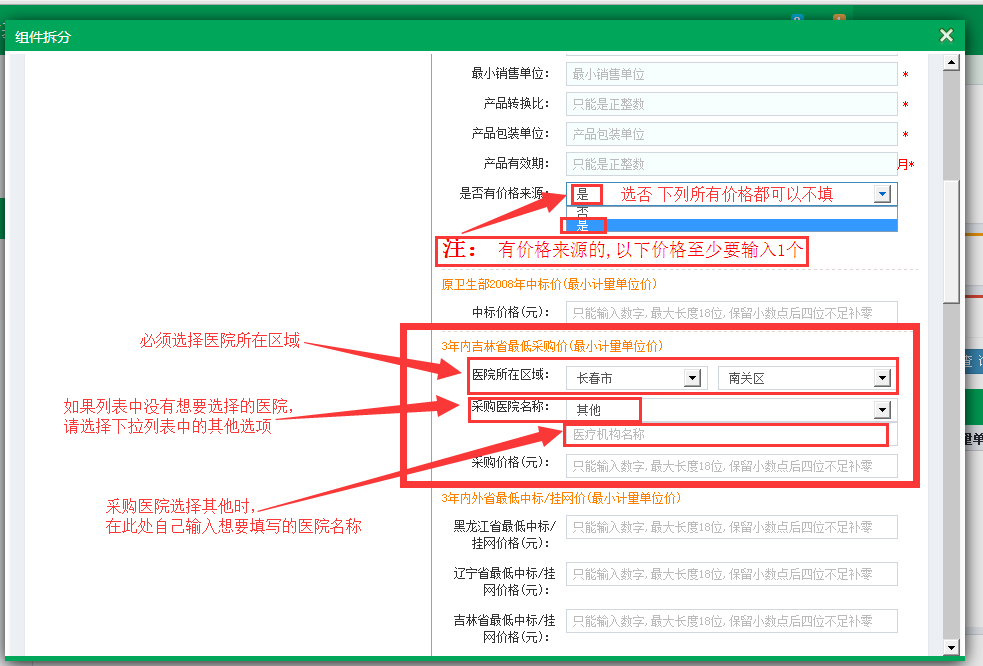 组件拆分
最小销售单位： 最小销售单位 *
产品转换比： 只能是正整数 *
产品包装单位： 产品包装单位 *
产品有效期： 只能是正整数 月*
是否有价格来源： 是 选否 下列所有价格都可以不填
否
是
注： 有价格来源的,以下价格至少要输入1个
原卫生部2008年中标价(最小计量单位价)
中标价格(元)： 只能输入数字,最大长度18位,保留小数点后四位不足补零
必须选择医院所在区域
3年内吉林省最低采购价(最小计量单位价)
医院所在区域： 长春市 南关区
如果列表中没有想要选择的医院,
请选择下拉列表中的其他选项
采购医院名称： 其他
医疗机构名称
采购价格(元)： 只能输入数字,最大长度18位,保留小数点后四位不足补零
采购医院选择其他时,
在此处自己输入想要填写的医院名称
3年内外省最低中标/挂网价(最小计量单位价)
黑龙江省最低中标/
挂网价格(元)： 只能输入数字,最大长度18位,保留小数点后四位不足补零
辽宁省最低中标/挂
网价格(元)： 只能输入数字,最大长度18位,保留小数点后四位不足补零
吉林省最低中标/挂
网价格(元)： 只能输入数字,最大长度18位,保留小数点后四位不足补零
查
量单